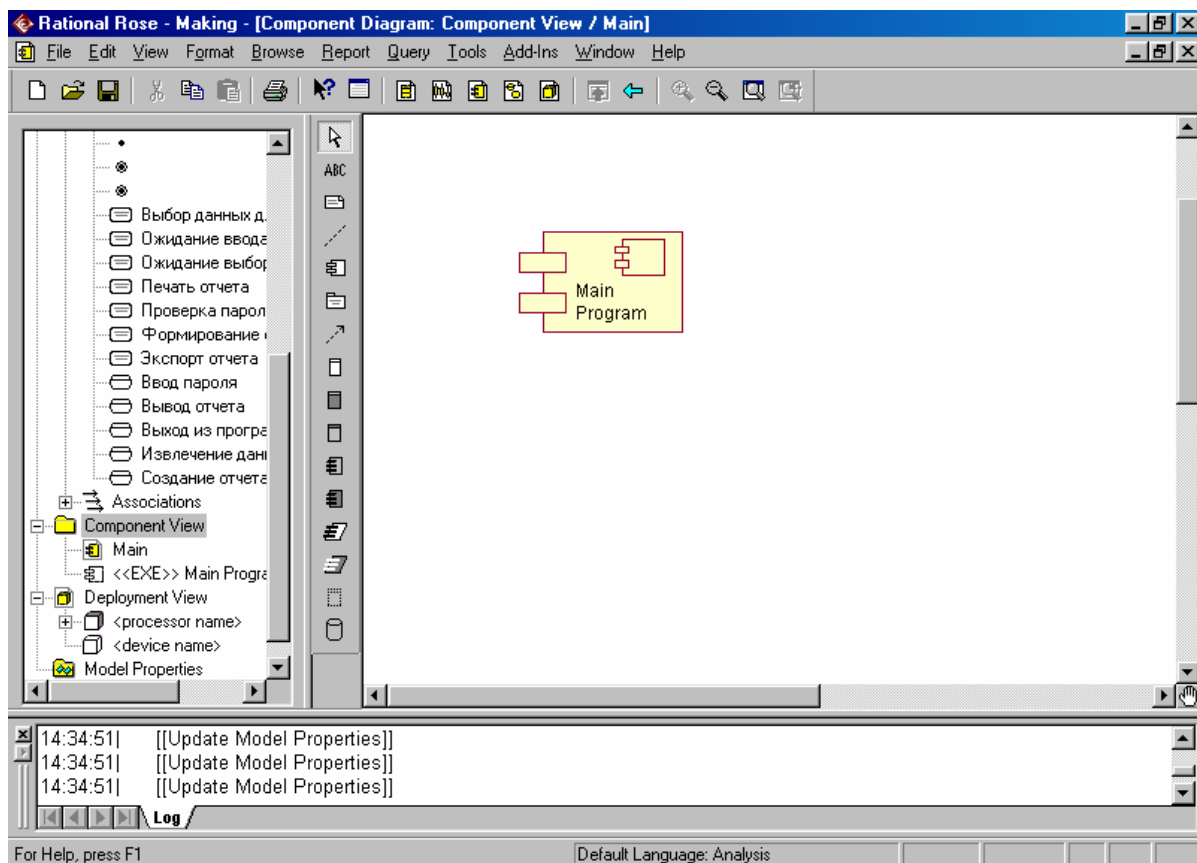 Rational Rose - Making - [Component Diagram: Component View / Main]
File Edit View Format Browse Report Query Tools Add-Ins Window Help
ABC
Выбор данных д
Ожидание ввода
Ожидание выбор
Печать отчета
Проверка парол
Формирование
Экспорт отчета
Ввод пароля
Вывод отчета
Выход из програ
Извлечение дан
Создание отчета
Associations
Component View
Main
<<EXE>> Main Progra
Deployment View
<processor name>
<device name>
Model Properties
Main
Program
14:34:51| [[Update Model Properties]]
14:34:51| [[Update Model Properties]]
14:34:51| [[Update Model Properties]]
Log
For Help, press F1
Default Language: Analysis